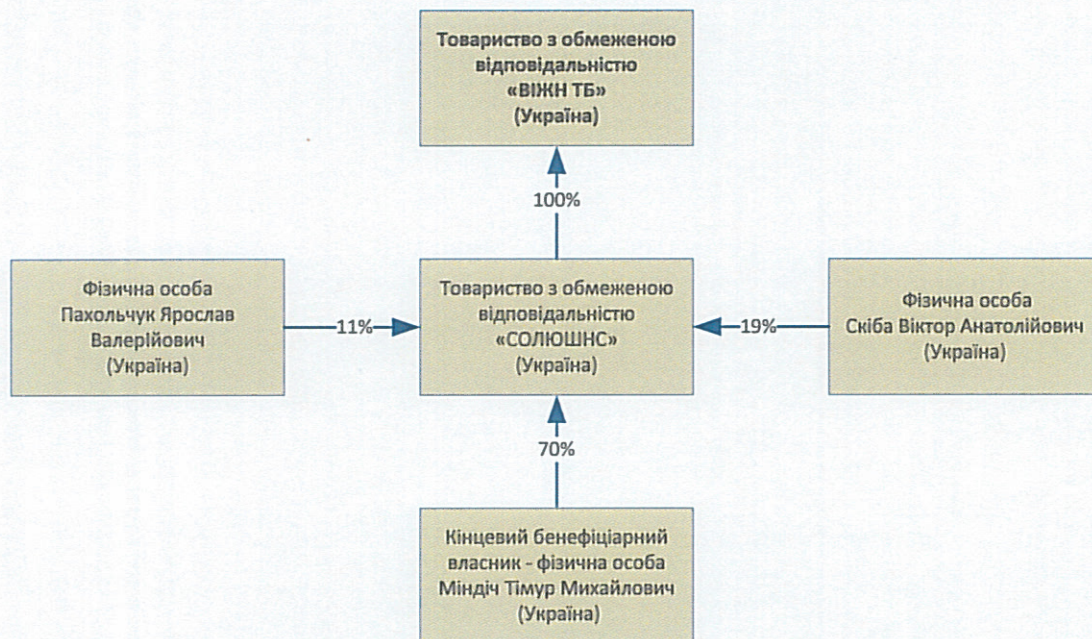 Товариство з обмеженою
відповідальністю
«ВІЖН ТБ»
(Україна)
100%
Фізична особа
Пахольчук Ярослав
Валерійович
(Україна)
11%
Товариство з обмеженою
відповідальністю
«СОЛЮШНС»
(Україна)
19%
Фізична особа
Скіба Віктор Анатолійович
(Україна)
70%
Кінцевий бенефіціарний
власник - фізична особа
Міндіч Тімур Михайлович
(Україна)